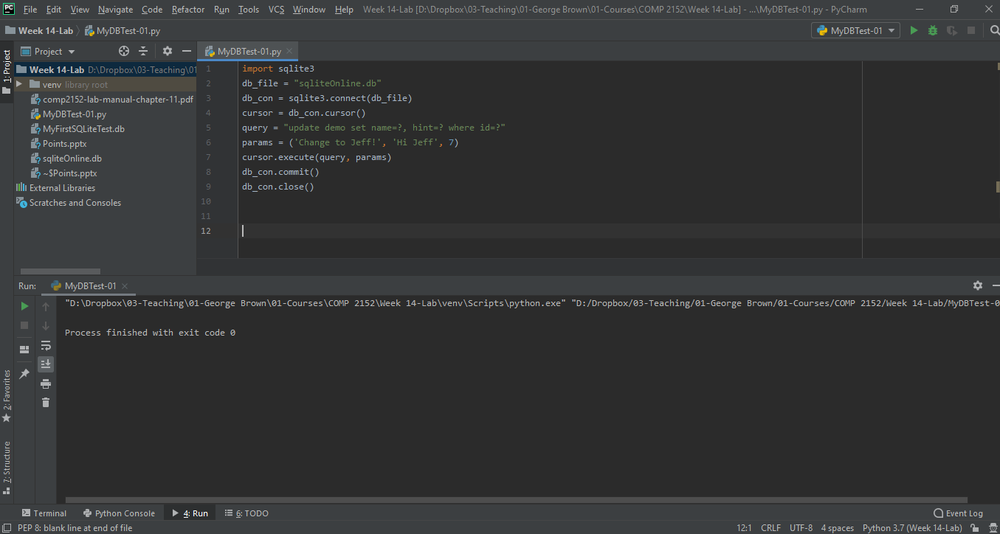 PC File Edit View Navigate Code Refactor Run Tools VCS Window Help Week 14-Lab [D:\Dropbox\03-Teaching\01-George Brown\01-Courses\COMP 2152\Week 14-Lab] - ...\MyDBTest-01.py - PyCharm
Week 14-Lab MyDBTest-01.py MyDBTest-01
Project MyDBTest-01.py
1: Project
Week 14-Lab D:\Dropbox\03-Teaching\01
venv library root
comp2152-lab-manual-chapter-11.pdf
MyDBTest-01.py
MyFirstSQLiteTest.db
Points.pptx
sqliteOnline.db
~$Points.pptx
External Libraries
Scratches and Consoles
1 import sqlite3
2 db_file = "sqliteOnline.db"
3 db_con = sqlite3.connect(db_file)
4 cursor = db_con.cursor()
5 query = "update demo set name=?, hint=? where id=?"
6 params = ('Change to Jeff!', 'Hi Jeff', 7)
7 cursor.execute(query, params)
8 db_con.commit()
9 db_con.close()
10
11
12
Run: MyDBTest-01
"D:\Dropbox\03-Teaching\01-George Brown\01-Courses\COMP 2152\Week 14-Lab\venv\Scripts\python.exe" "D:/Dropbox/03-Teaching/01-George Brown/01-Courses/COMP 2152/Week 14-Lab/MyDBTest-0
Process finished with exit code 0
2: Favorites
7: Structure
Terminal Python Console 4: Run 6: TODO Event Log
PEP 8: blank line at end of file 12:1 CRLF UTF-8 4 spaces Python 3.7 (Week 14-Lab)